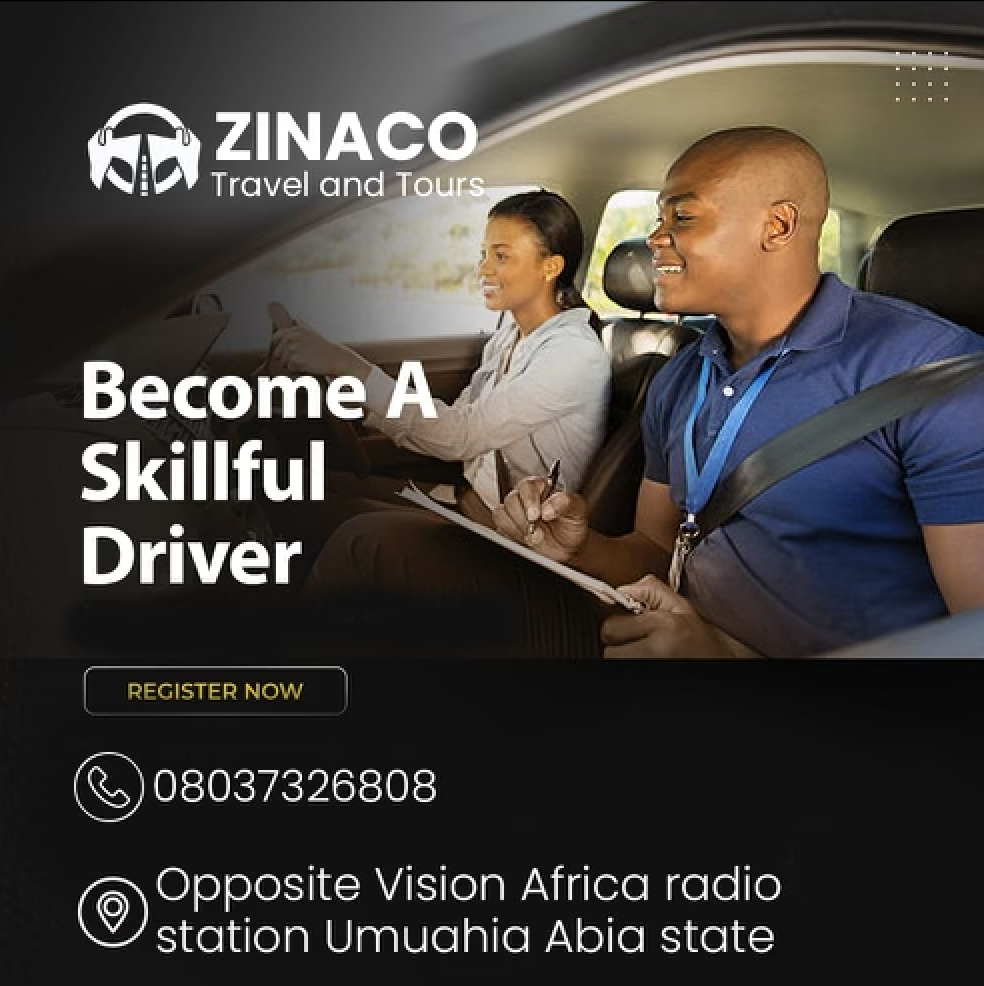 ZINACO
Travel and Tours
Become A
Skillful
Driver
REGISTER NOW
08037326808
Opposite Vision Africa radio
station Umuahia Abia state